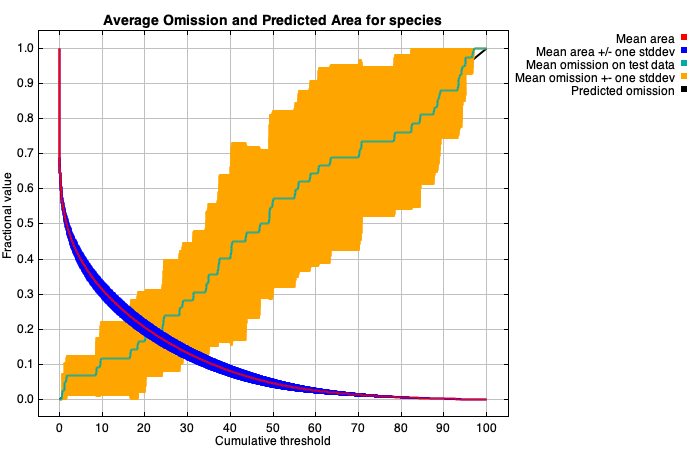 Average Omission and Predicted Area for species
Mean area
Mean area +/- one stddev
Mean omission on test data
Mean omission +- one stddev
Predicted omission
Fractional value
1.0
0.9
0.8
0.7
0.6
0.5
0.4
0.3
0.2
0.1
0.0
0 10 20 30 40 50 60 70 80 90 100
Cumulative threshold